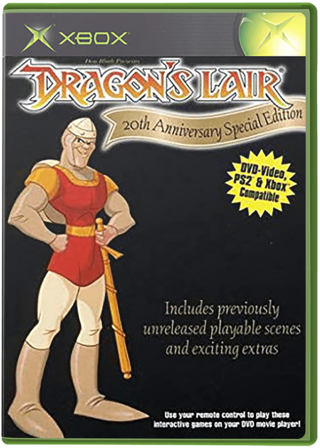 XBOX
Don Bluth Presents
DRAGON'S LAIR
20th Anniversary Special Edition
DVD-Video,
PS2 & Xbox
Compatible
Includes previously
unreleased playable scenes
and exciting extras
Use your remote control to play these
interactive games on your DVD movie player!